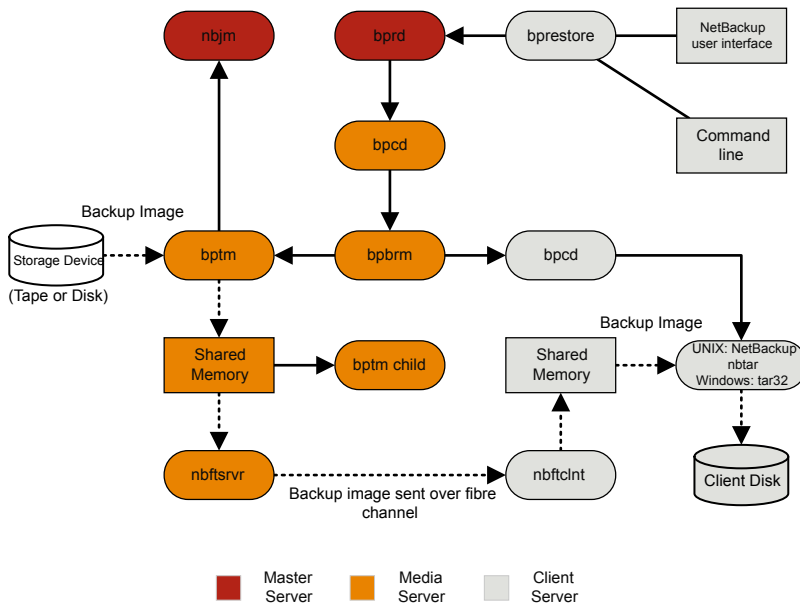 nbjm
bprd
bprestore
NetBackup
user interface
bpcd
Command
line
Backup Image
Storage Device
(Tape or Disk)
bptm
bpbrm
bpcd
Backup Image
Shared
Memory
bptm child
Shared
Memory
UNIX: NetBackup
nbtar
Windows: tar32
nbftsrvr
Backup image sent over fibre
channel
nbftclnt
Client Disk
Master
Server
Media
Server
Client
Server